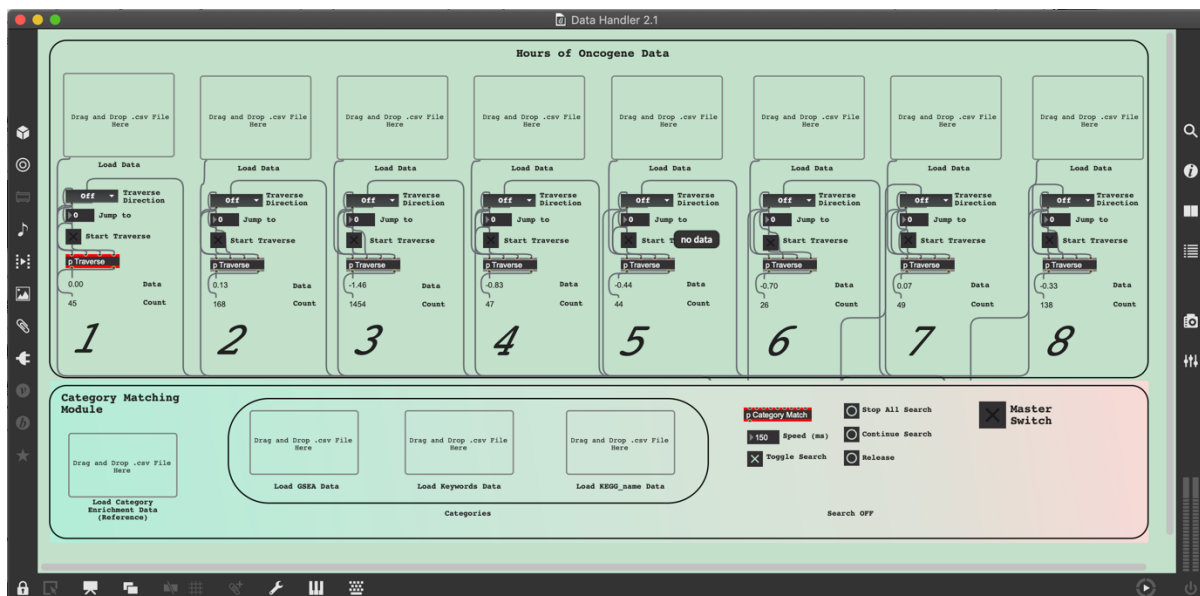 Data Handler 2.1
Hours of Oncogene Data
Drag and Drop .csv File
Here
Load Data
Off
Traverse
Direction
0
Jump to
Start Traverse
p Traverse
0.00
Data
45
Count
1
Drag and Drop .csv File
Here
Load Data
Off
Traverse
Direction
0
Jump to
Start Traverse
p Traverse
0.13
Data
168
Count
2
Drag and Drop .csv File
Here
Load Data
Off
Traverse
Direction
0
Jump to
Start Traverse
p Traverse
-1.46
Data
1454
Count
3
Drag and Drop .csv File
Here
Load Data
Off
Traverse
Direction
0
Jump to
Start Traverse
p Traverse
-0.83
Data
47
Count
4
Drag and Drop .csv File
Here
Load Data
Off
Traverse
Direction
0
Jump to
Start T
no data
p Traverse
-0.44
Data
44
Count
5
Drag and Drop .csv File
Here
Load Data
Off
Traverse
Direction
0
Jump to
Start Traverse
p Traverse
-0.70
Data
26
Count
6
Drag and Drop .csv File
Here
Load Data
Off
Traverse
Direction
0
Jump to
Start Traverse
p Traverse
0.07
Data
49
Count
7
Drag and Drop .csv File
Here
Load Data
Off
Traverse
Direction
0
Jump to
Start Traverse
p Traverse
-0.33
Data
138
Count
8
Category Matching
Module
Drag and Drop .csv File
Here
Load Category
Enrichment Data
(Reference)
Drag and Drop .csv File
Here
Load GSEA Data
Drag and Drop .csv File
Here
Load Keywords Data
Drag and Drop .csv File
Here
Load KEGG_name Data
Categories
p Category Match
150
Speed (ms)
Toggle Search
Stop All Search
Continue Search
Release
Search OFF
Master
Switch